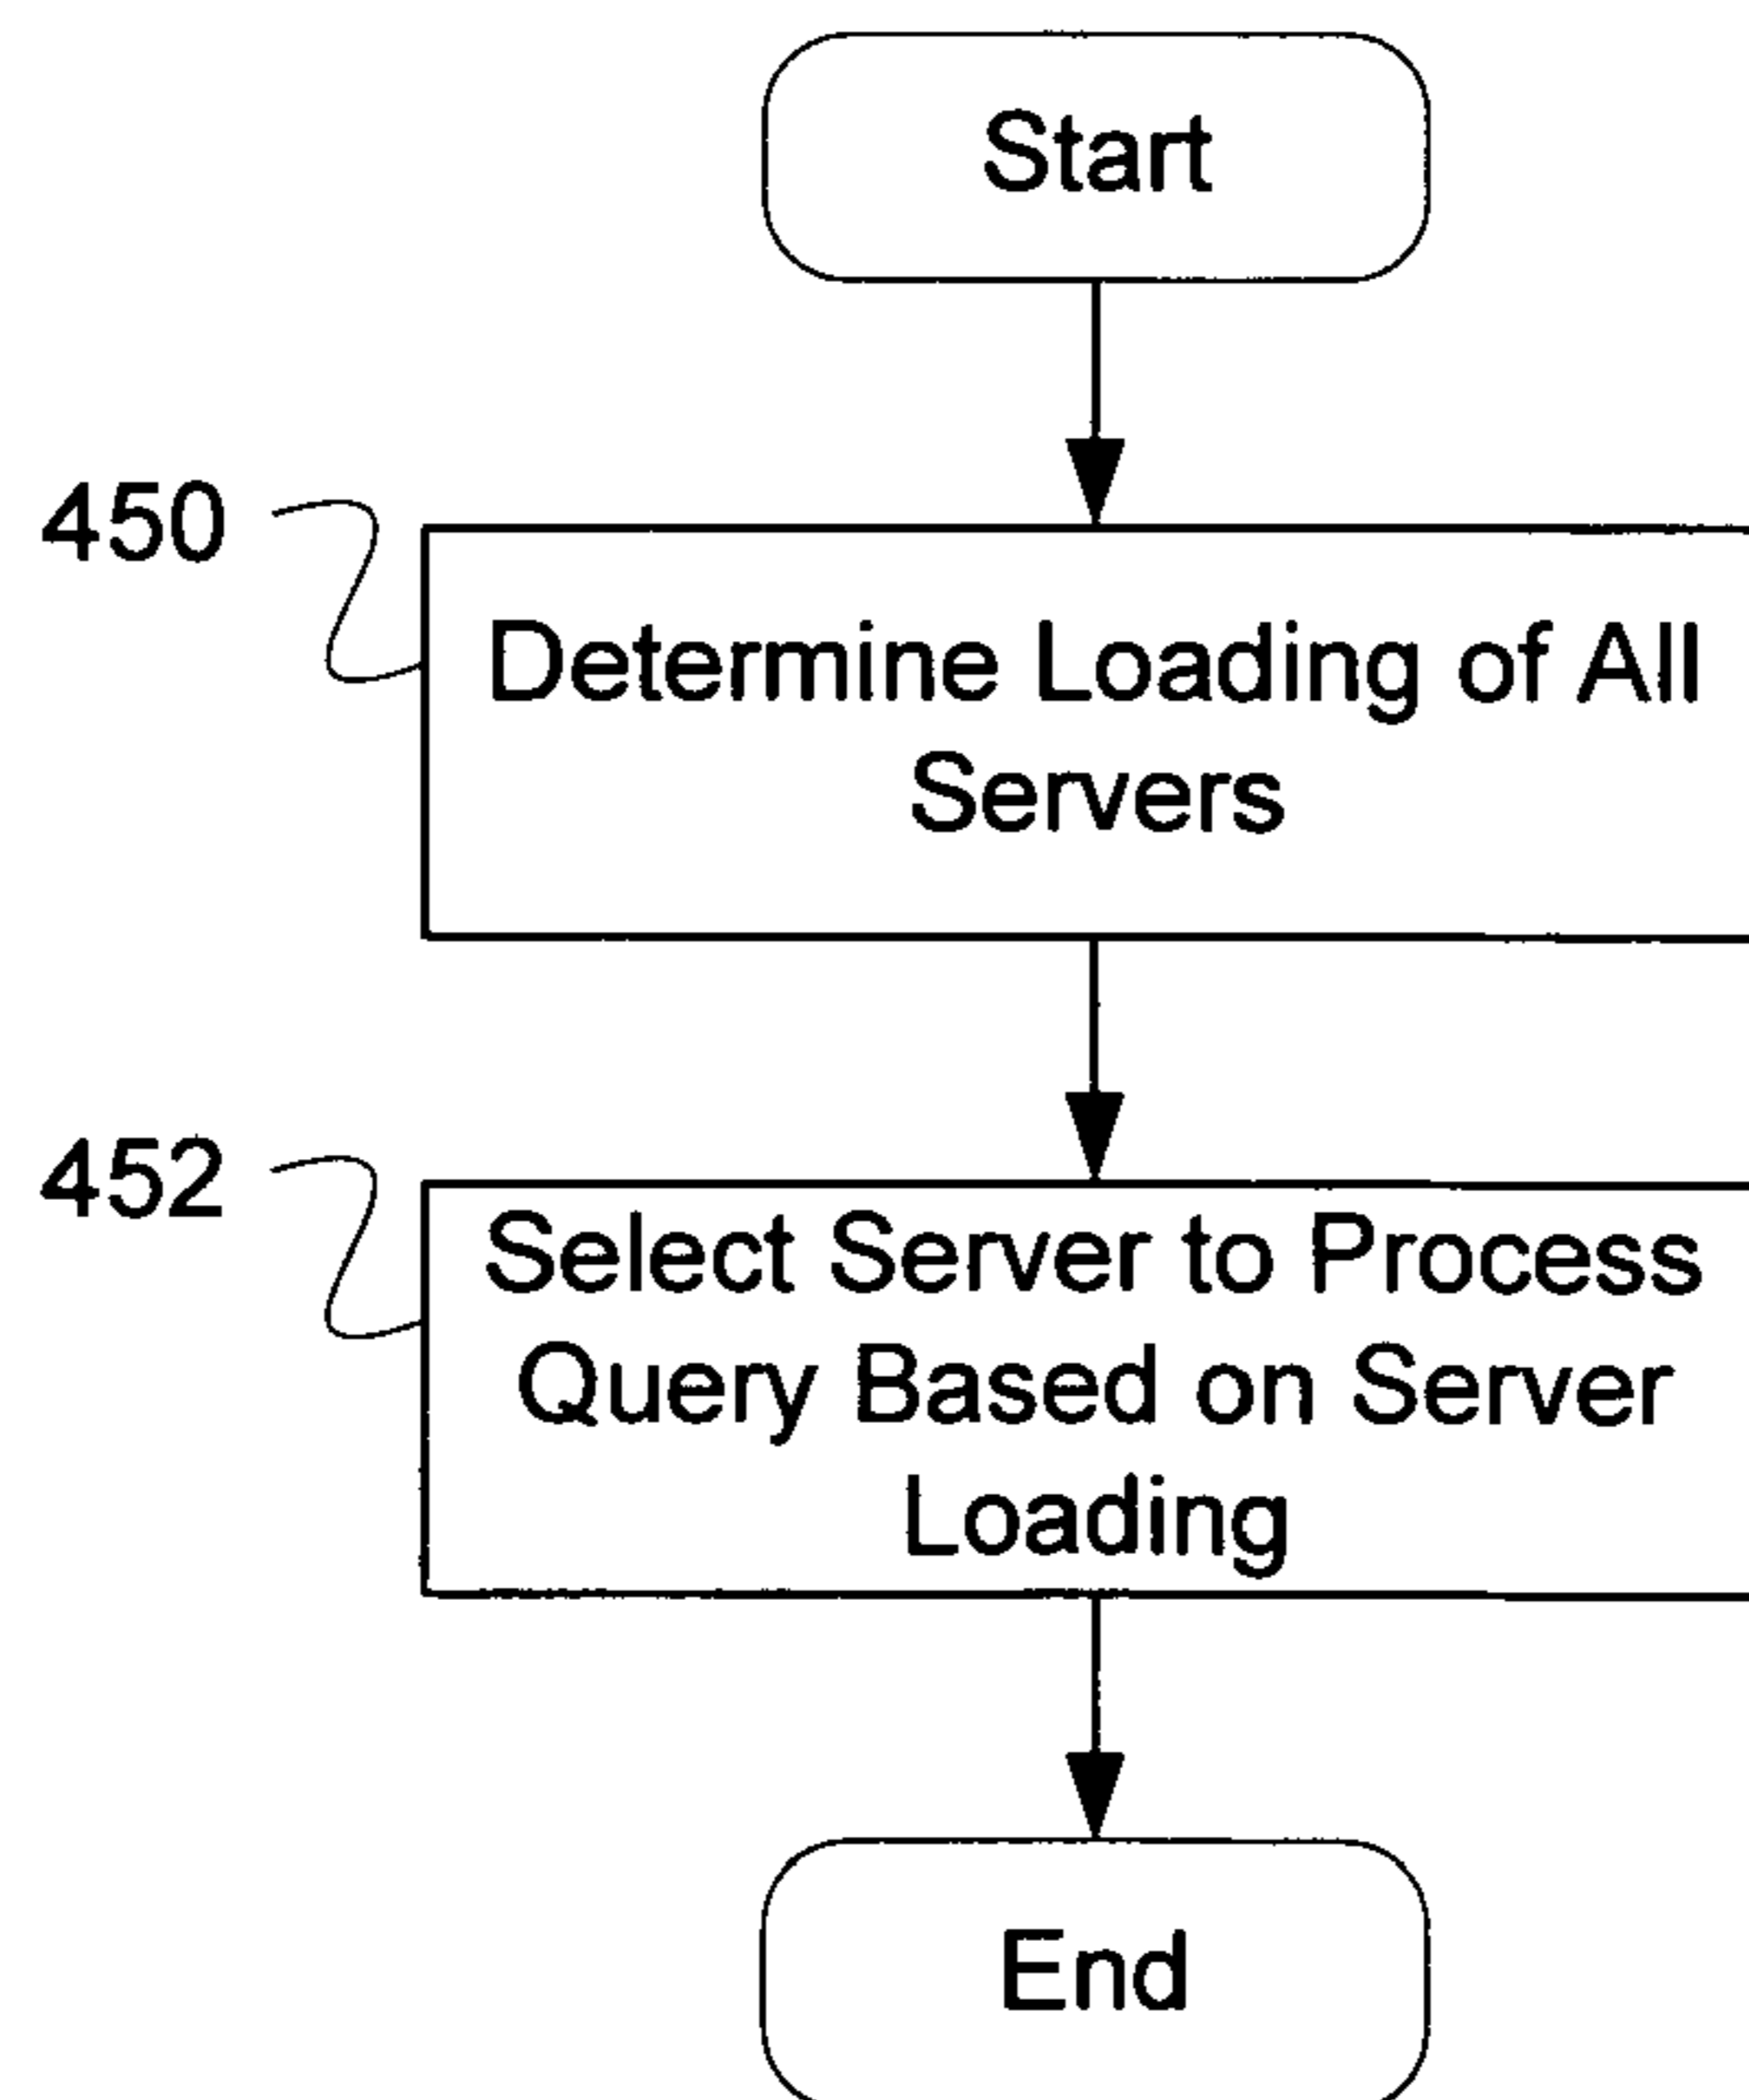 Start
450
Determine Loading of All
Servers
452
Select Server to Process
Query Based on Server
Loading
End